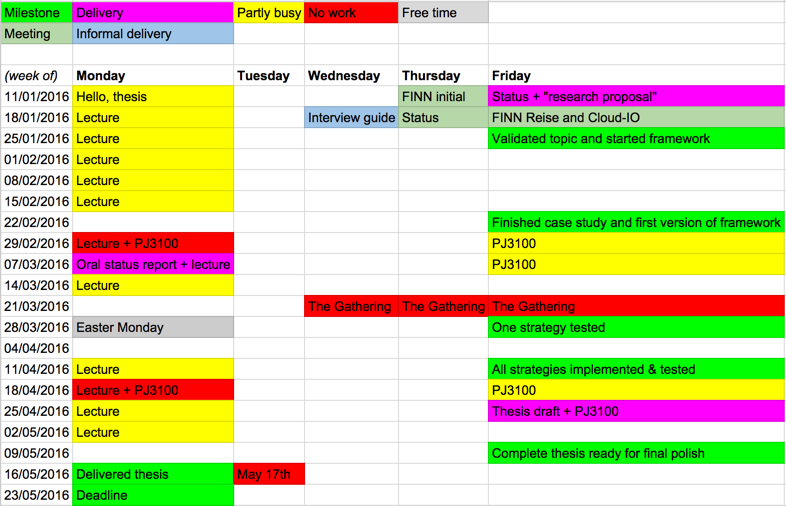 Milestone Delivery Partly busy No work Free time
Meeting Informal delivery
(week of) Monday Tuesday Wednesday Thursday Friday
11/01/2016 Hello, thesis FINN initial Status + "research proposal"
18/01/2016 Lecture Interview guide Status FINN Reise and Cloud-IO
25/01/2016 Lecture Validated topic and started framework
01/02/2016 Lecture
08/02/2016 Lecture
15/02/2016 Lecture
22/02/2016 Finished case study and first version of framework
29/02/2016 Lecture + PJ3100 PJ3100
07/03/2016 Oral status report + lecture PJ3100
14/03/2016 Lecture
21/03/2016 The Gathering The Gathering The Gathering
28/03/2016 Easter Monday One strategy tested
04/04/2016
11/04/2016 Lecture All strategies implemented & tested
18/04/2016 Lecture + PJ3100 PJ3100
25/04/2016 Lecture Thesis draft + PJ3100
02/05/2016 Lecture
09/05/2016 Complete thesis ready for final polish
16/05/2016 Delivered thesis May 17th
23/05/2016 Deadline